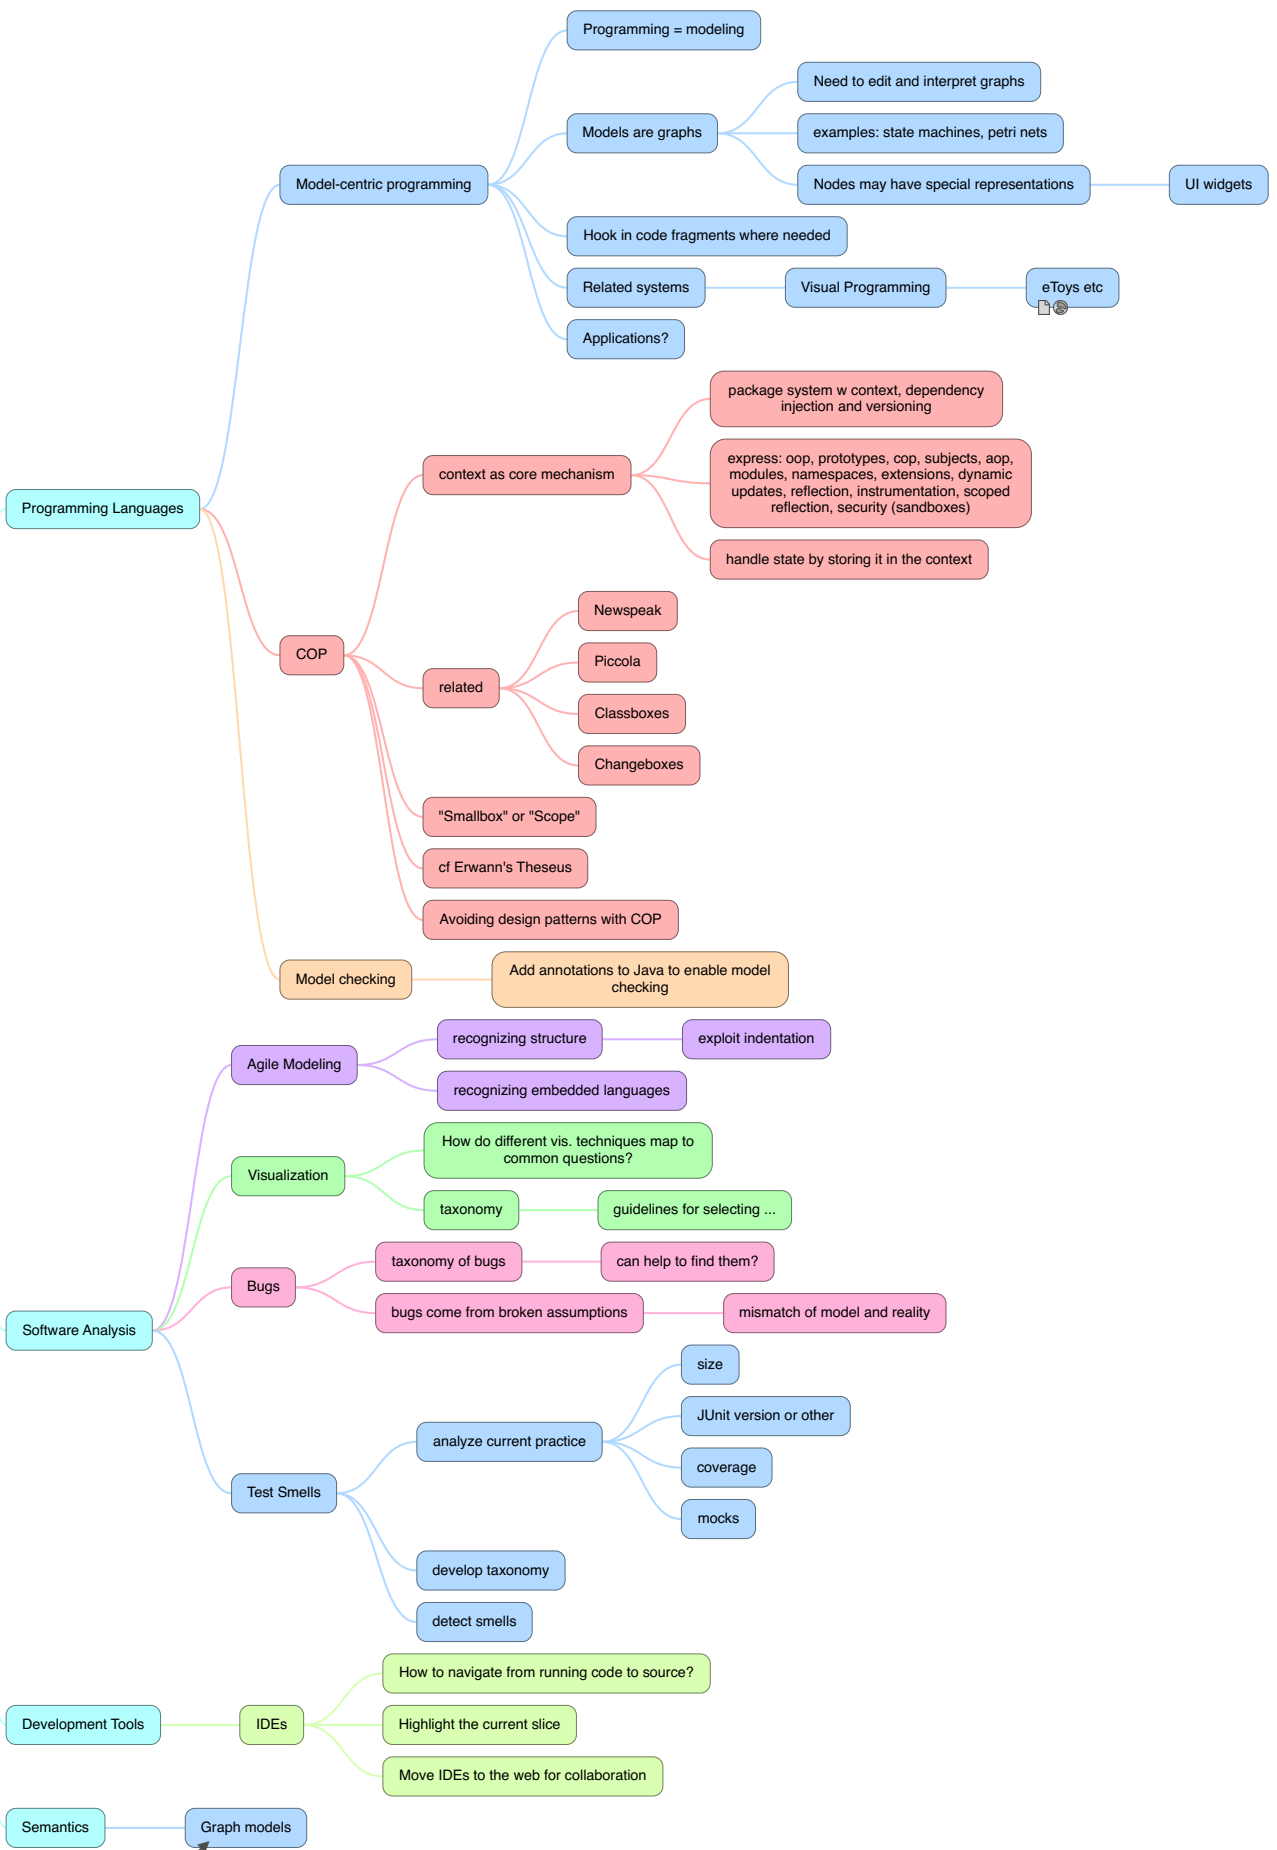 Programming = modeling
Need to edit and interpret graphs
Models are graphs
examples: state machines, petri nets
Model-centric programming
Nodes may have special representations
UI widgets
Hook in code fragments where needed
Related systems
Visual Programming
eToys etc
Applications?
package system w context, dependency
injection and versioning
context as core mechanism
express: oop, prototypes, cop, subjects, aop,
modules, namespaces, extensions, dynamic
updates, reflection, instrumentation, scoped
reflection, security (sandboxes)
Programming Languages
handle state by storing it in the context
Newspeak
COP
Piccola
related
Classboxes
Changeboxes
"Smallbox" or "Scope"
cf Erwann's Theseus
Avoiding design patterns with COP
Model checking
Add annotations to Java to enable model
checking
Agile Modeling
recognizing structure
exploit indentation
recognizing embedded languages
Visualization
How do different vis. techniques map to
common questions?
taxonomy
guidelines for selecting ...
Bugs
taxonomy of bugs
can help to find them?
bugs come from broken assumptions
mismatch of model and reality
Software Analysis
size
JUnit version or other
analyze current practice
coverage
Test Smells
mocks
develop taxonomy
detect smells
How to navigate from running code to source?
Development Tools
IDEs
Highlight the current slice
Move IDEs to the web for collaboration
Semantics
Graph models